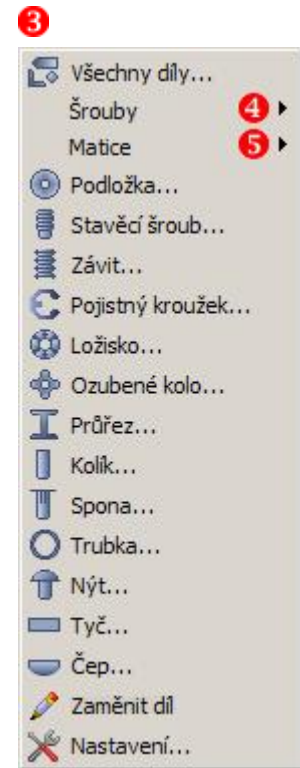 3
Všechny díly...
Šrouby 4
Matice 5
Podložka...
Stavěcí šroub...
Závit...
Pojistný kroužek...
Ložisko...
Ozubené kolo...
Průřez...
Kolík...
Spona...
Trubka...
Nýt...
Tyč...
Čep...
Zaměnit díl
Nastavení...